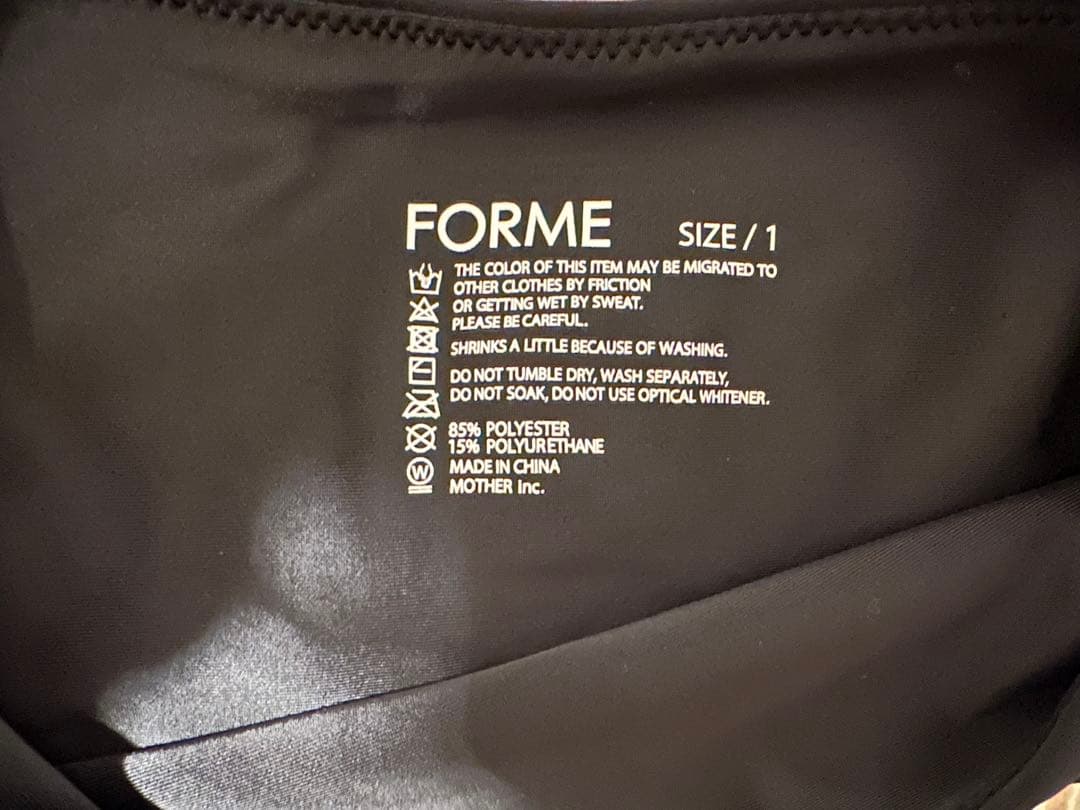 FORME SIZE / 1
THE COLOR OF THIS ITEM MAY BE MIGRATED TO
OTHER CLOTHES BY FRICTION
OR GETTING WET BY SWEAT.
PLEASE BE CAREFUL.
SHRINKS A LITTLE BECAUSE OF WASHING.
DO NOT TUMBLE DRY, WASH SEPARATELY,
DO NOT SOAK, DO NOT USE OPTICAL WHITENER.
85% POLYESTER
15% POLYURETHANE
W MADE IN CHINA
MOTHER Inc.